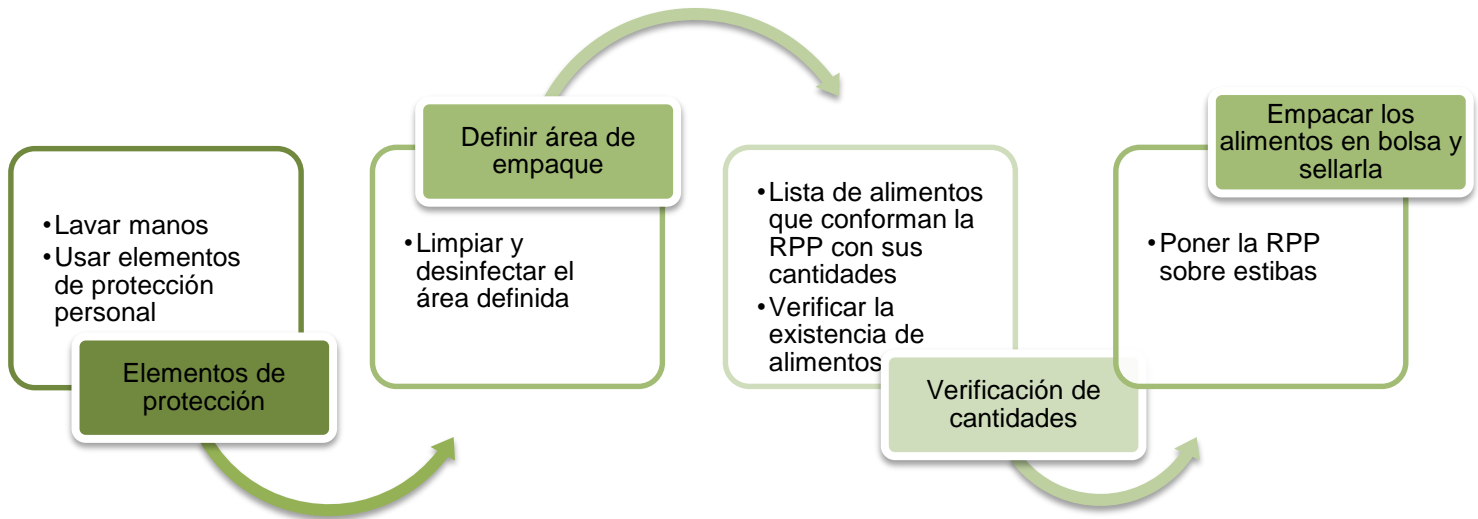 •Lavar manos
•Usar elementos
de protección
personal
Elementos de
protección
Definir área de
empaque
•Limpiar y
desinfectar el
área definida
•Lista de alimentos
que conforman la
RPP con sus
cantidades
•Verificar la
existencia de
alimentos
Verificación de
cantidades
Empacar los
alimentos en bolsa y
sellarla
•Poner la RPP
sobre estibas